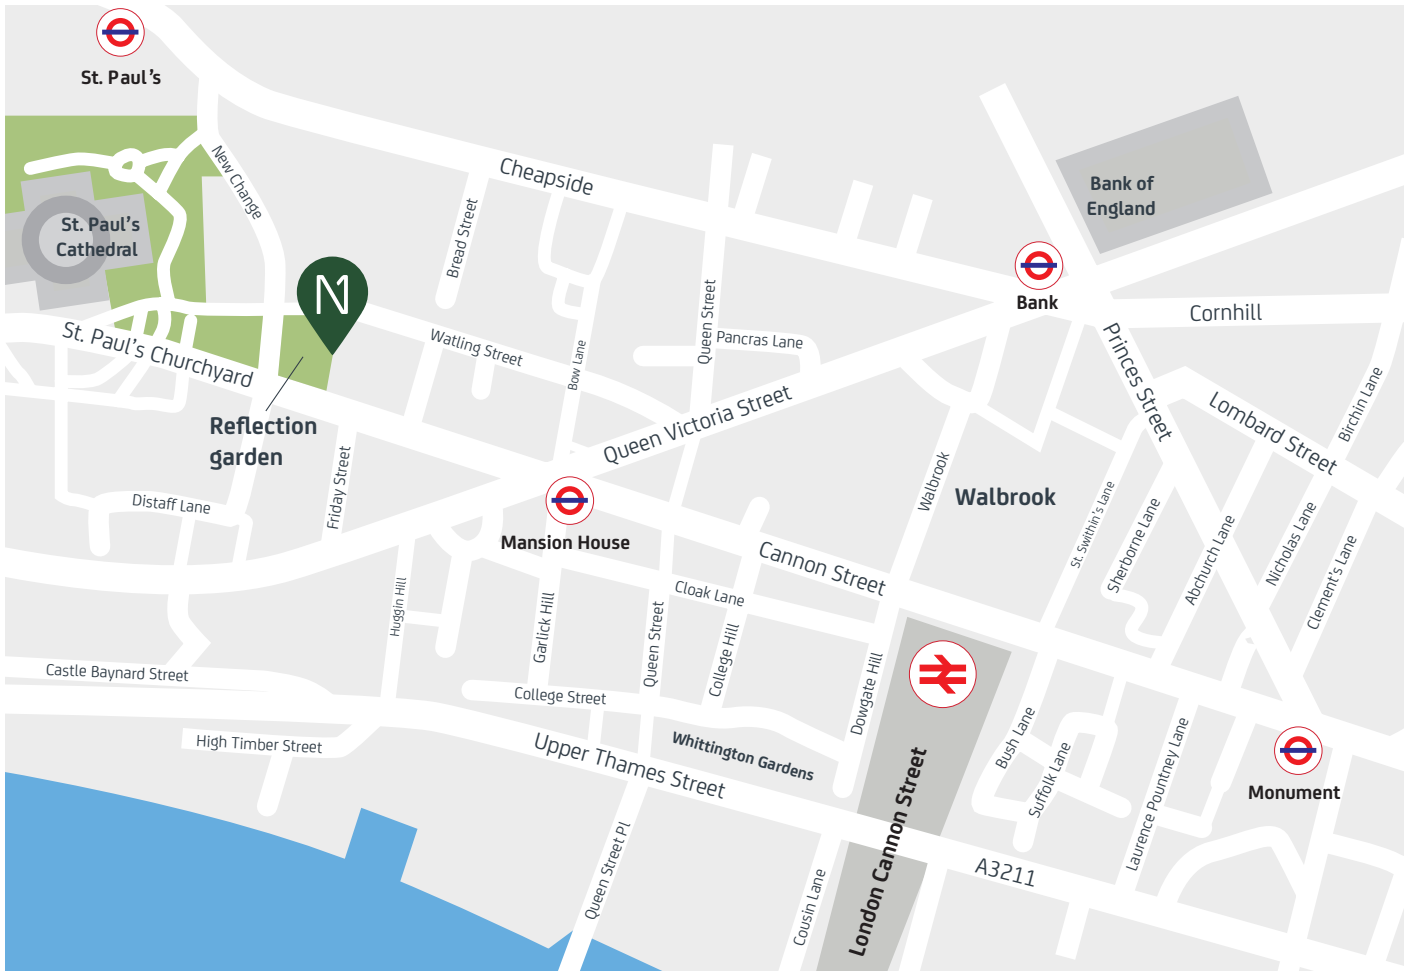 St. Paul's
Cheapside
New Change
Bank of
England
St. Paul's
Cathedral
Bread Street
N1
Bank
Cornhill
Queen Street
Pancras Lane
Watling Street
St. Paul's Churchyard
Bow Lane
Princes Street
Birchin Lane
Lombard Street
Queen Victoria Street
Reflection
garden
Friday Street
Distaff Lane
Mansion House
Walbrook
Walbrook
St. Swithin's Lane
Sherborne Lane
Abchurch Lane
Nicholas Lane
Clement's Lane
Cannon Street
Cloak Lane
Huggin Hill
Garlick Hill
Queen Street
College Hill
Castle Baynard Street
College Street
Dowgate Hill
High Timber Street
Upper Thames Street
Whittington Gardens
Bush Lane
Suffolk Lane
Laurence Pountney Lane
Monument
London Cannon Street
Queen Street Pl
Cousin Lane
A3211